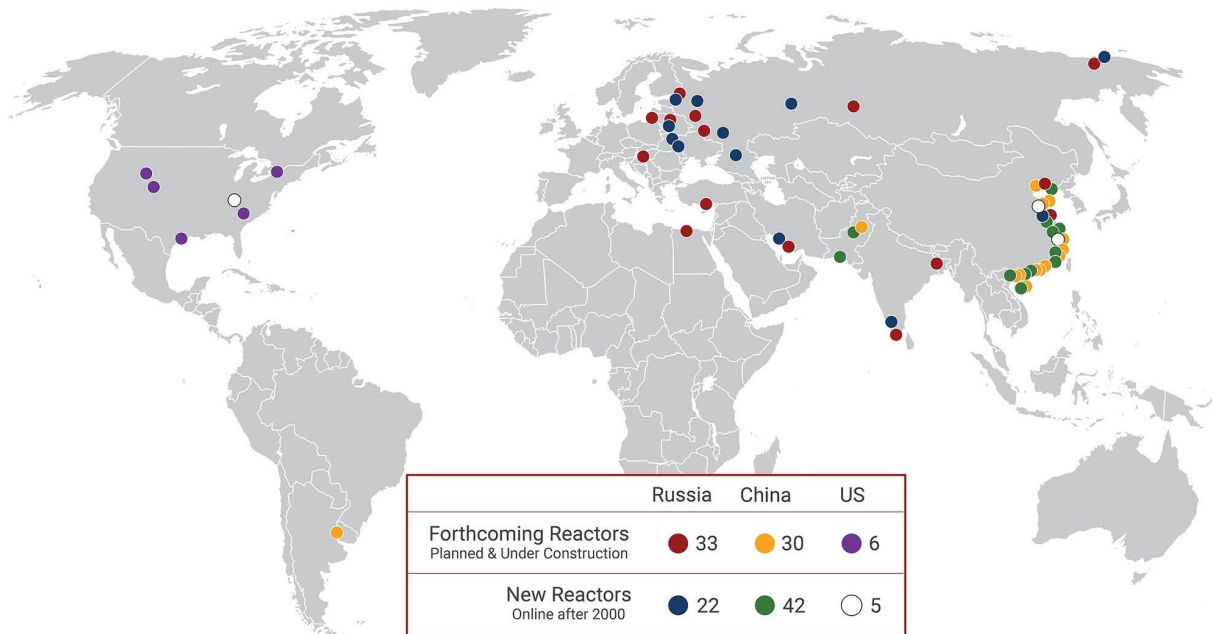 Russia China US
Forthcoming Reactors 33 30 6
Planned & Under Construction
New Reactors 22 42 5
Online after 2000